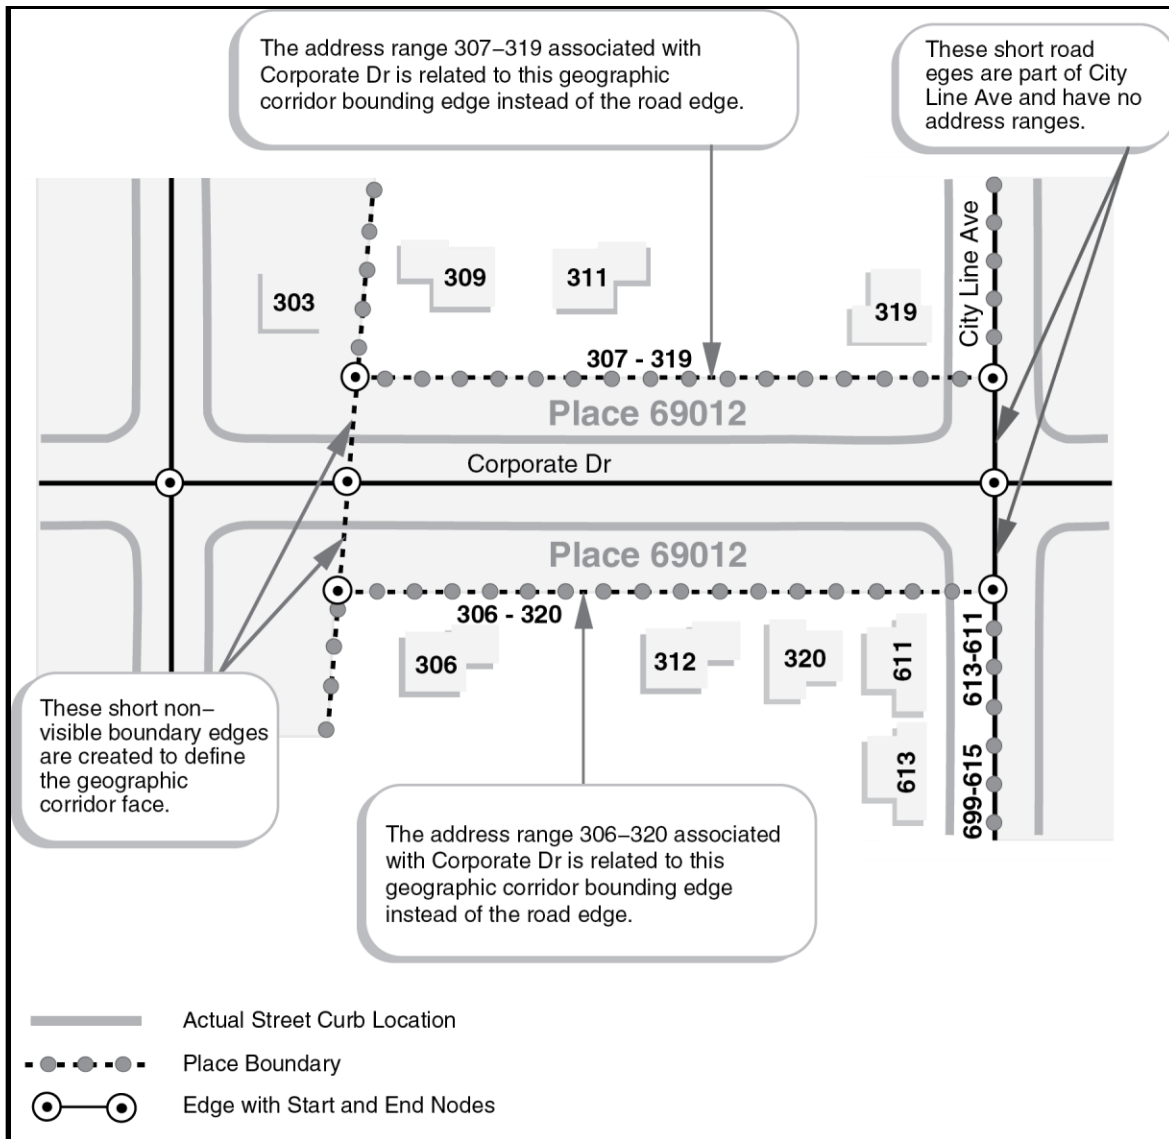 The address range 307–319 associated with
Corporate Dr is related to this geographic
corridor bounding edge instead of the road edge.
These short road
eges are part of City
Line Ave and have no
address ranges.
City Line Ave
303
309
311
319
307 - 319
Place 69012
Corporate Dr
Place 69012
306 - 320
306
312
320
611
613
613-611
699-615
These short non–
visible boundary edges
are created to define
the geographic
corridor face.
The address range 306–320 associated
with Corporate Dr is related to this
geographic corridor bounding edge
instead of the road edge.
Actual Street Curb Location
Place Boundary
Edge with Start and End Nodes